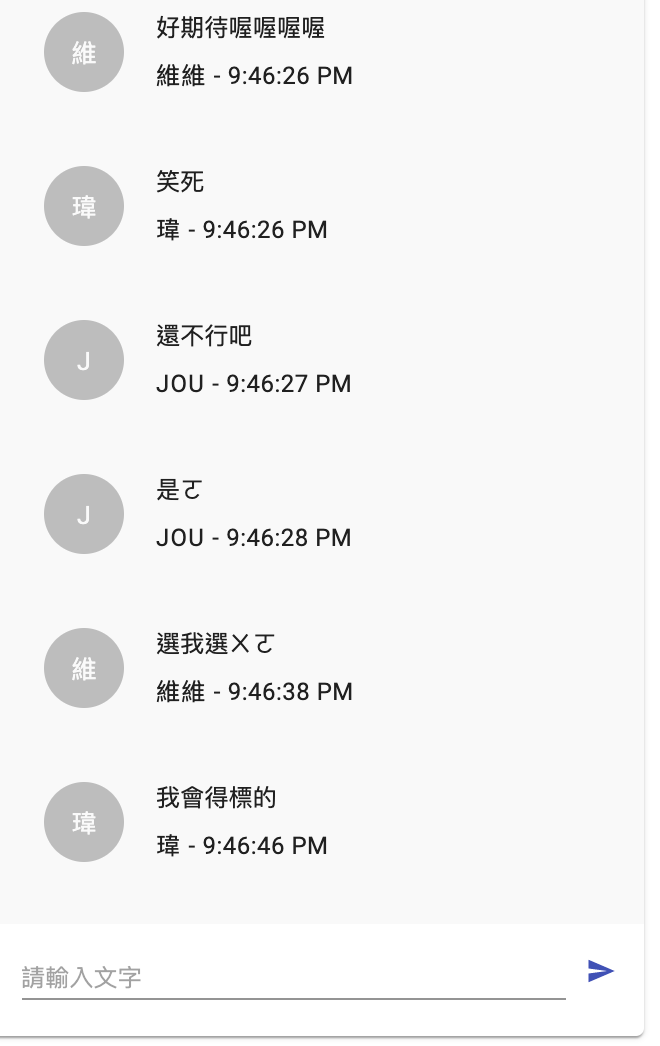 維
好期待喔喔喔喔
維維 - 9:46:26 PM
瑋
笑死
瑋 - 9:46:26 PM
J
還不行吧
JOU - 9:46:27 PM
J
是ㄛ
JOU - 9:46:28 PM
維
選我選ㄨㄛ
維維 - 9:46:38 PM
瑋
我會得標的
瑋 - 9:46:46 PM
請輸入文字